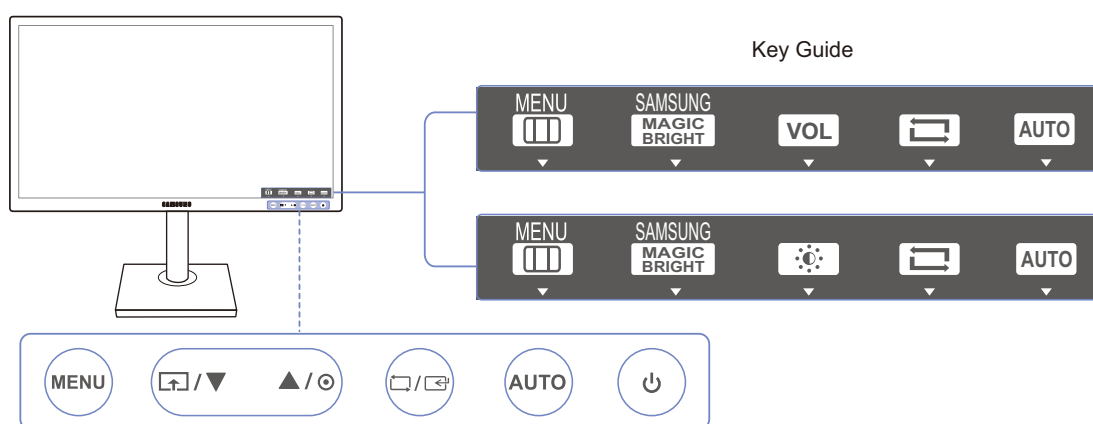 Key Guide
MENU
SAMSUNG
MAGIC
BRIGHT
VOL
AUTO
MENU
SAMSUNG
MAGIC
BRIGHT
AUTO
SAMSUNG
MENU
/
/
/
AUTO